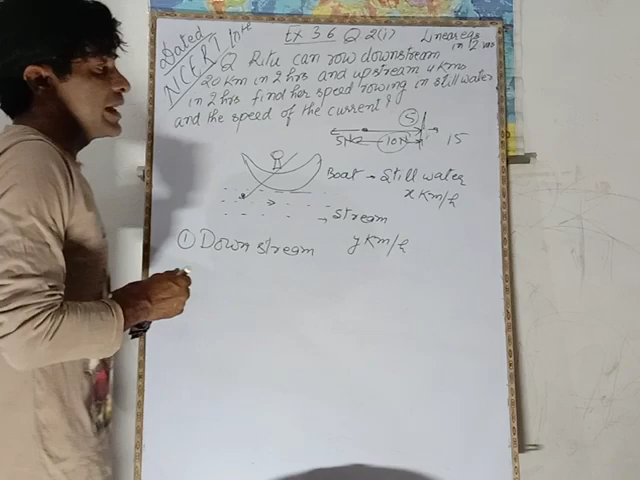 Dated
NCERT 10th
Ex 3.6 Q.2(i) Linear eqs
in 2 var
Q Ritu can row downstream
20 Km in 2 hrs and upstream 4 kms
in 2 hrs find her speed rowing in still water
and the speed of the current?
5
5N 10N 15
Boat → Still water
x Km/h
→ Stream
① Down stream y Km/h